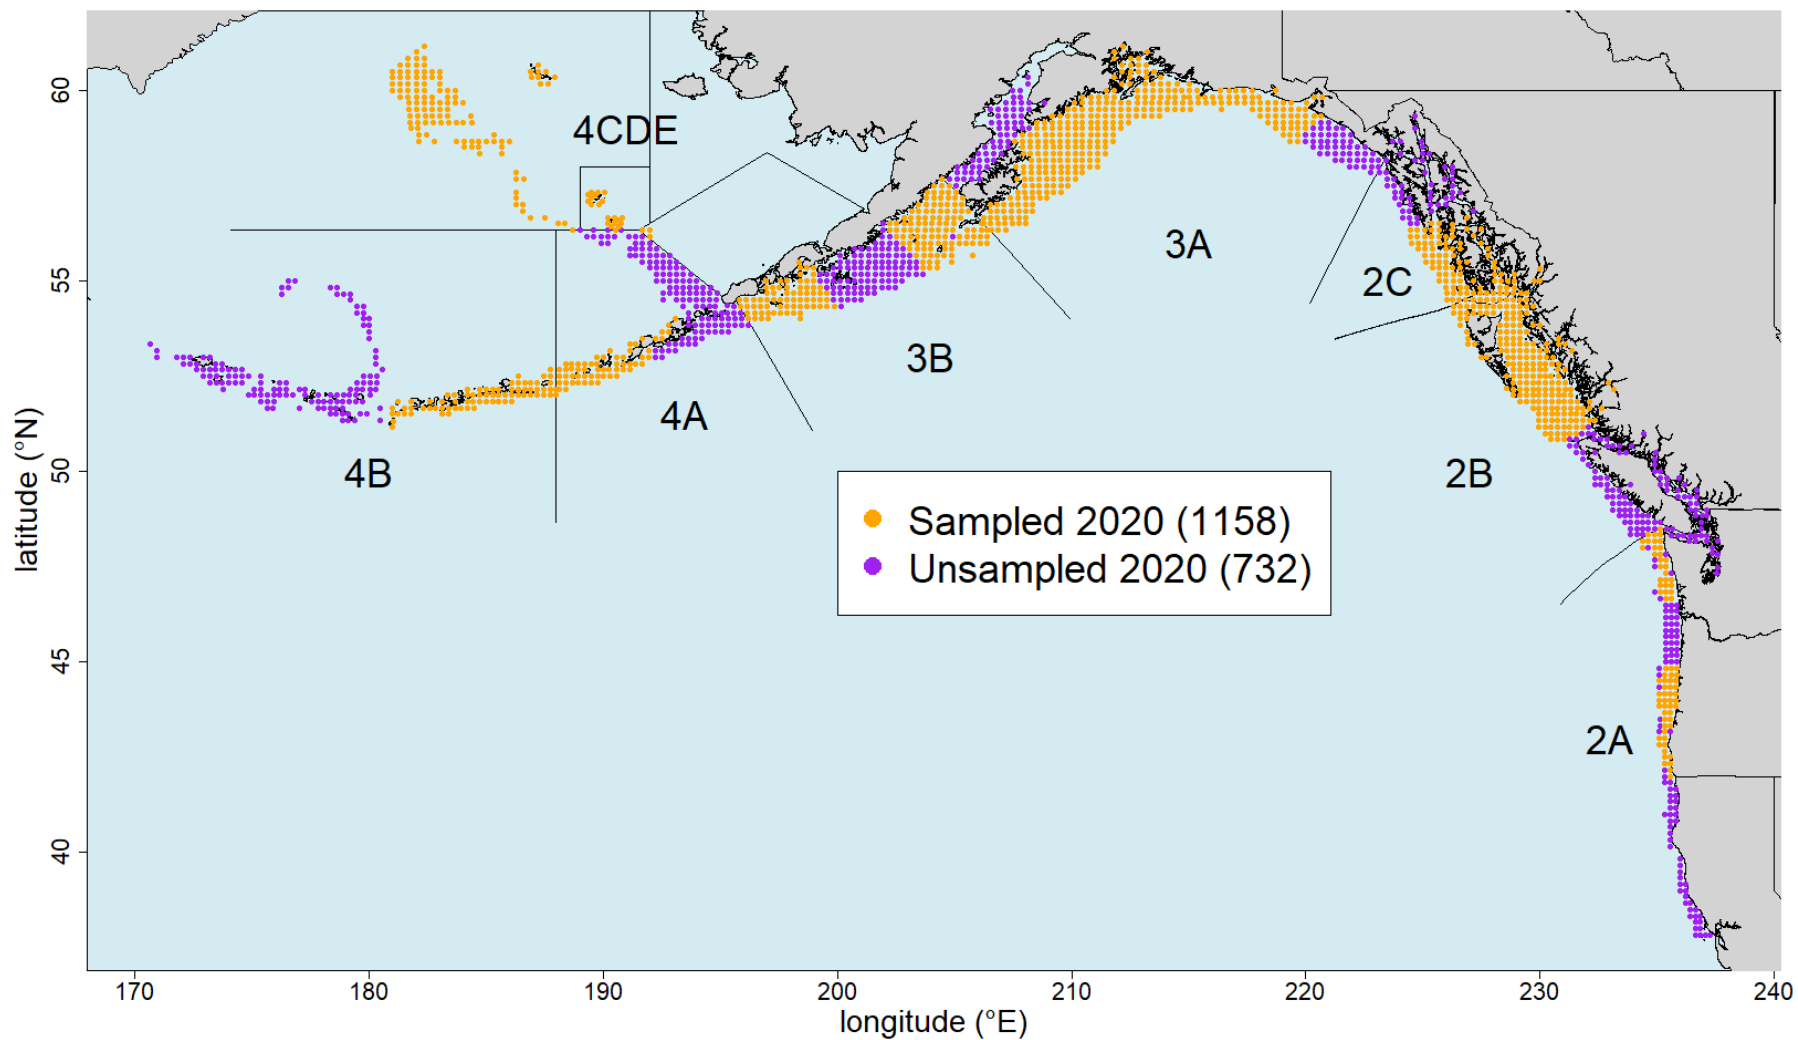 60
55
50
45
40
latitude (°N)
4CDE
3A
2C
3B
4A
4B
2B
2A
Sampled 2020 (1158)
Unsampled 2020 (732)
170
180
190
200
210
220
230
240
longitude (°E)